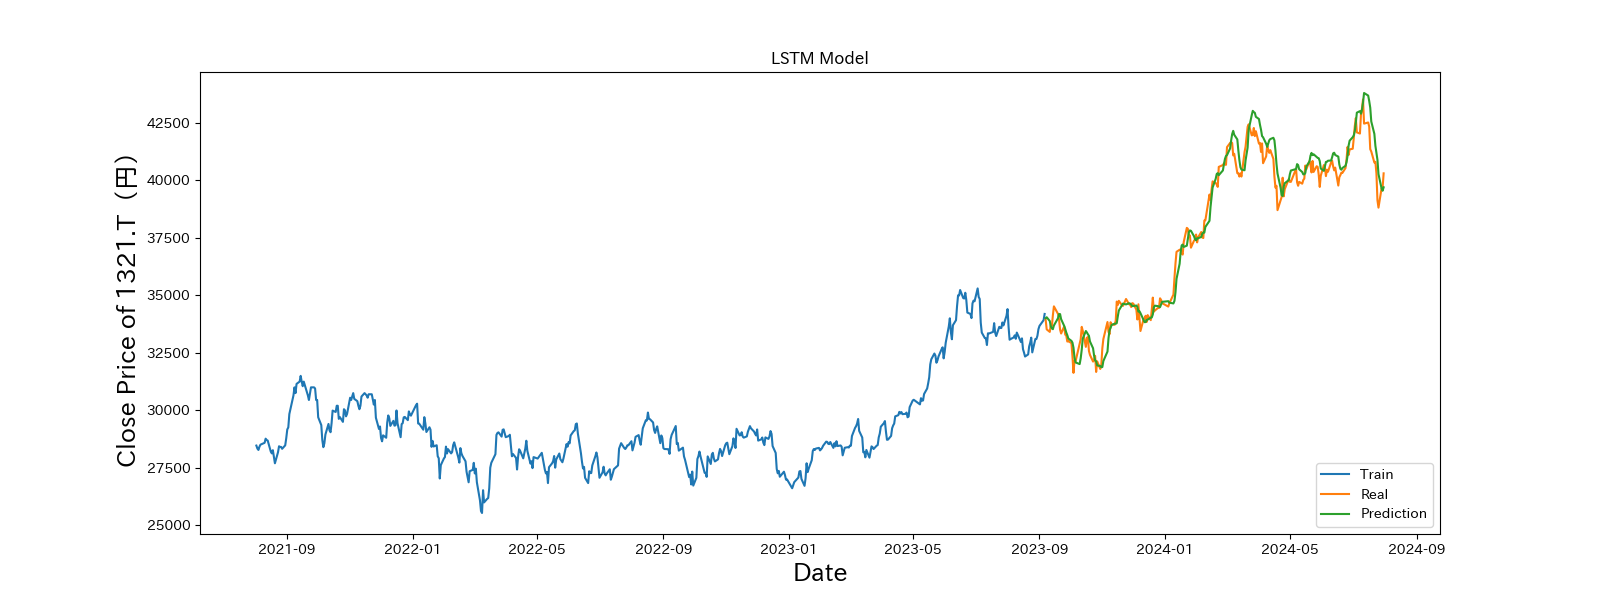 LSTM Model
Close Price of 1321.T (円)
42500
40000
37500
35000
32500
30000
27500
25000
2021-09 2022-01 2022-05 2022-09 2023-01 2023-05 2023-09 2024-01 2024-05 2024-09
Date
Train
Real
Prediction